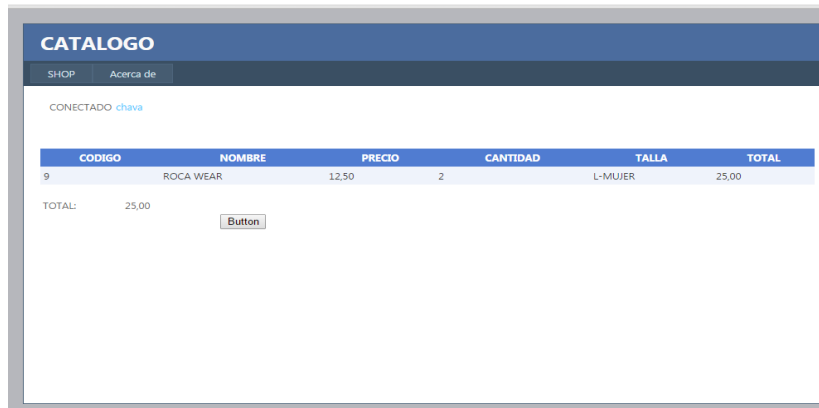 CATALOGO
SHOP Acerca de
CONECTADO chava
CODIGO NOMBRE PRECIO CANTIDAD TALLA TOTAL
9 ROCA WEAR 12,50 2 L-MUJER 25,00
TOTAL: 25,00
Button